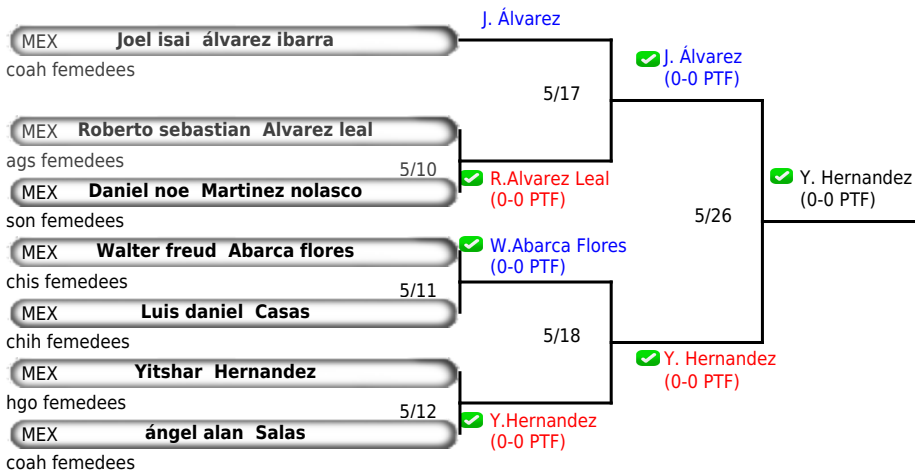 J. Álvarez
MEX Joel isai álvarez ibarra
coah femedees
J. Álvarez
(0-0 PTF)
5/17
MEX Roberto sebastian Alvarez leal
ags femedees
5/10
MEX Daniel noe Martinez nolasco
R.Alvarez Leal
(0-0 PTF)
son femedees
Y. Hernandez
(0-0 PTF)
5/26
MEX Walter freud Abarca flores
W.Abarca Flores
(0-0 PTF)
chis femedees
5/11
MEX Luis daniel Casas
chih femedees
5/18
MEX Yitshar Hernandez
Y. Hernandez
(0-0 PTF)
hgo femedees
5/12
MEX ángel alan Salas
Y.Hernandez
(0-0 PTF)
coah femedees